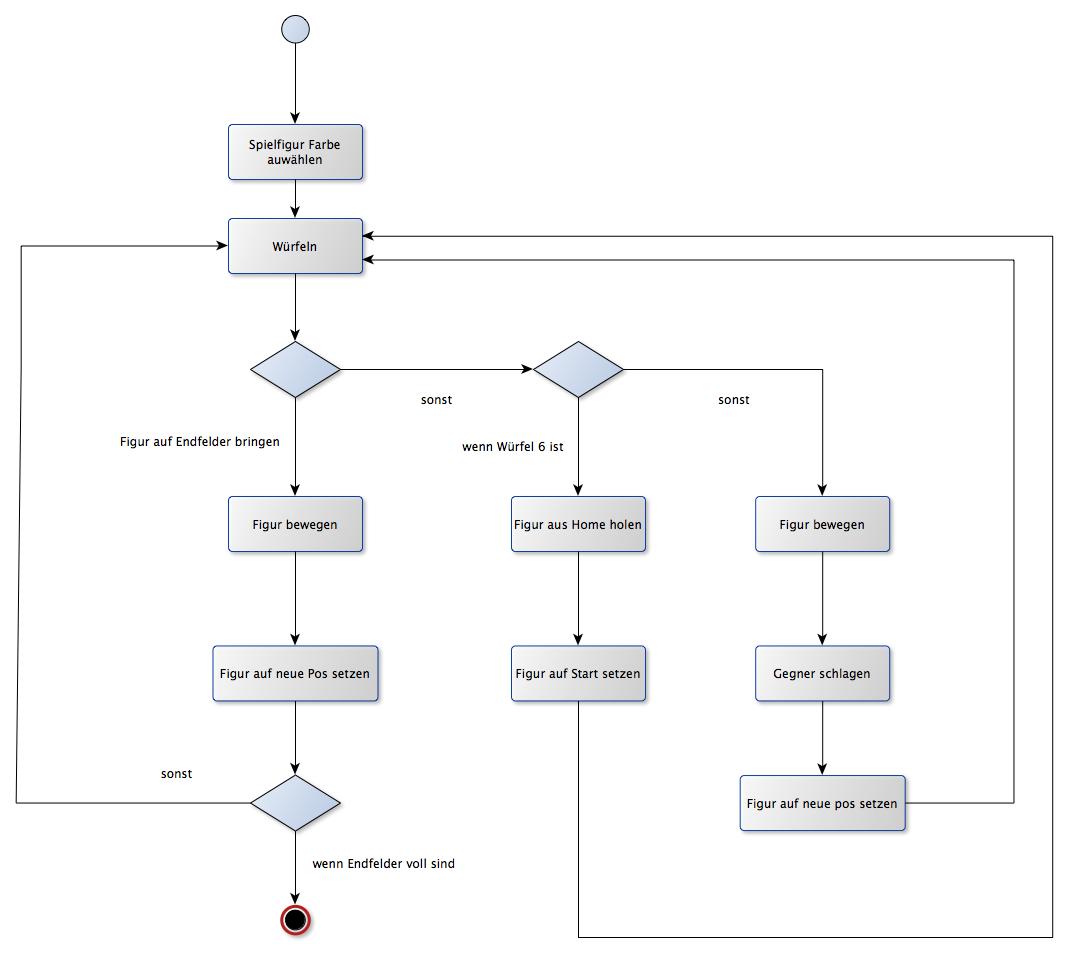 Spielfigur Farbe
auwählen
Würfeln
sonst
sonst
Figur auf Endfelder bringen
wenn Würfel 6 ist
Figur bewegen
Figur aus Home holen
Figur bewegen
Figur auf neue Pos setzen
Figur auf Start setzen
Gegner schlagen
sonst
Figur auf neue pos setzen
wenn Endfelder voll sind